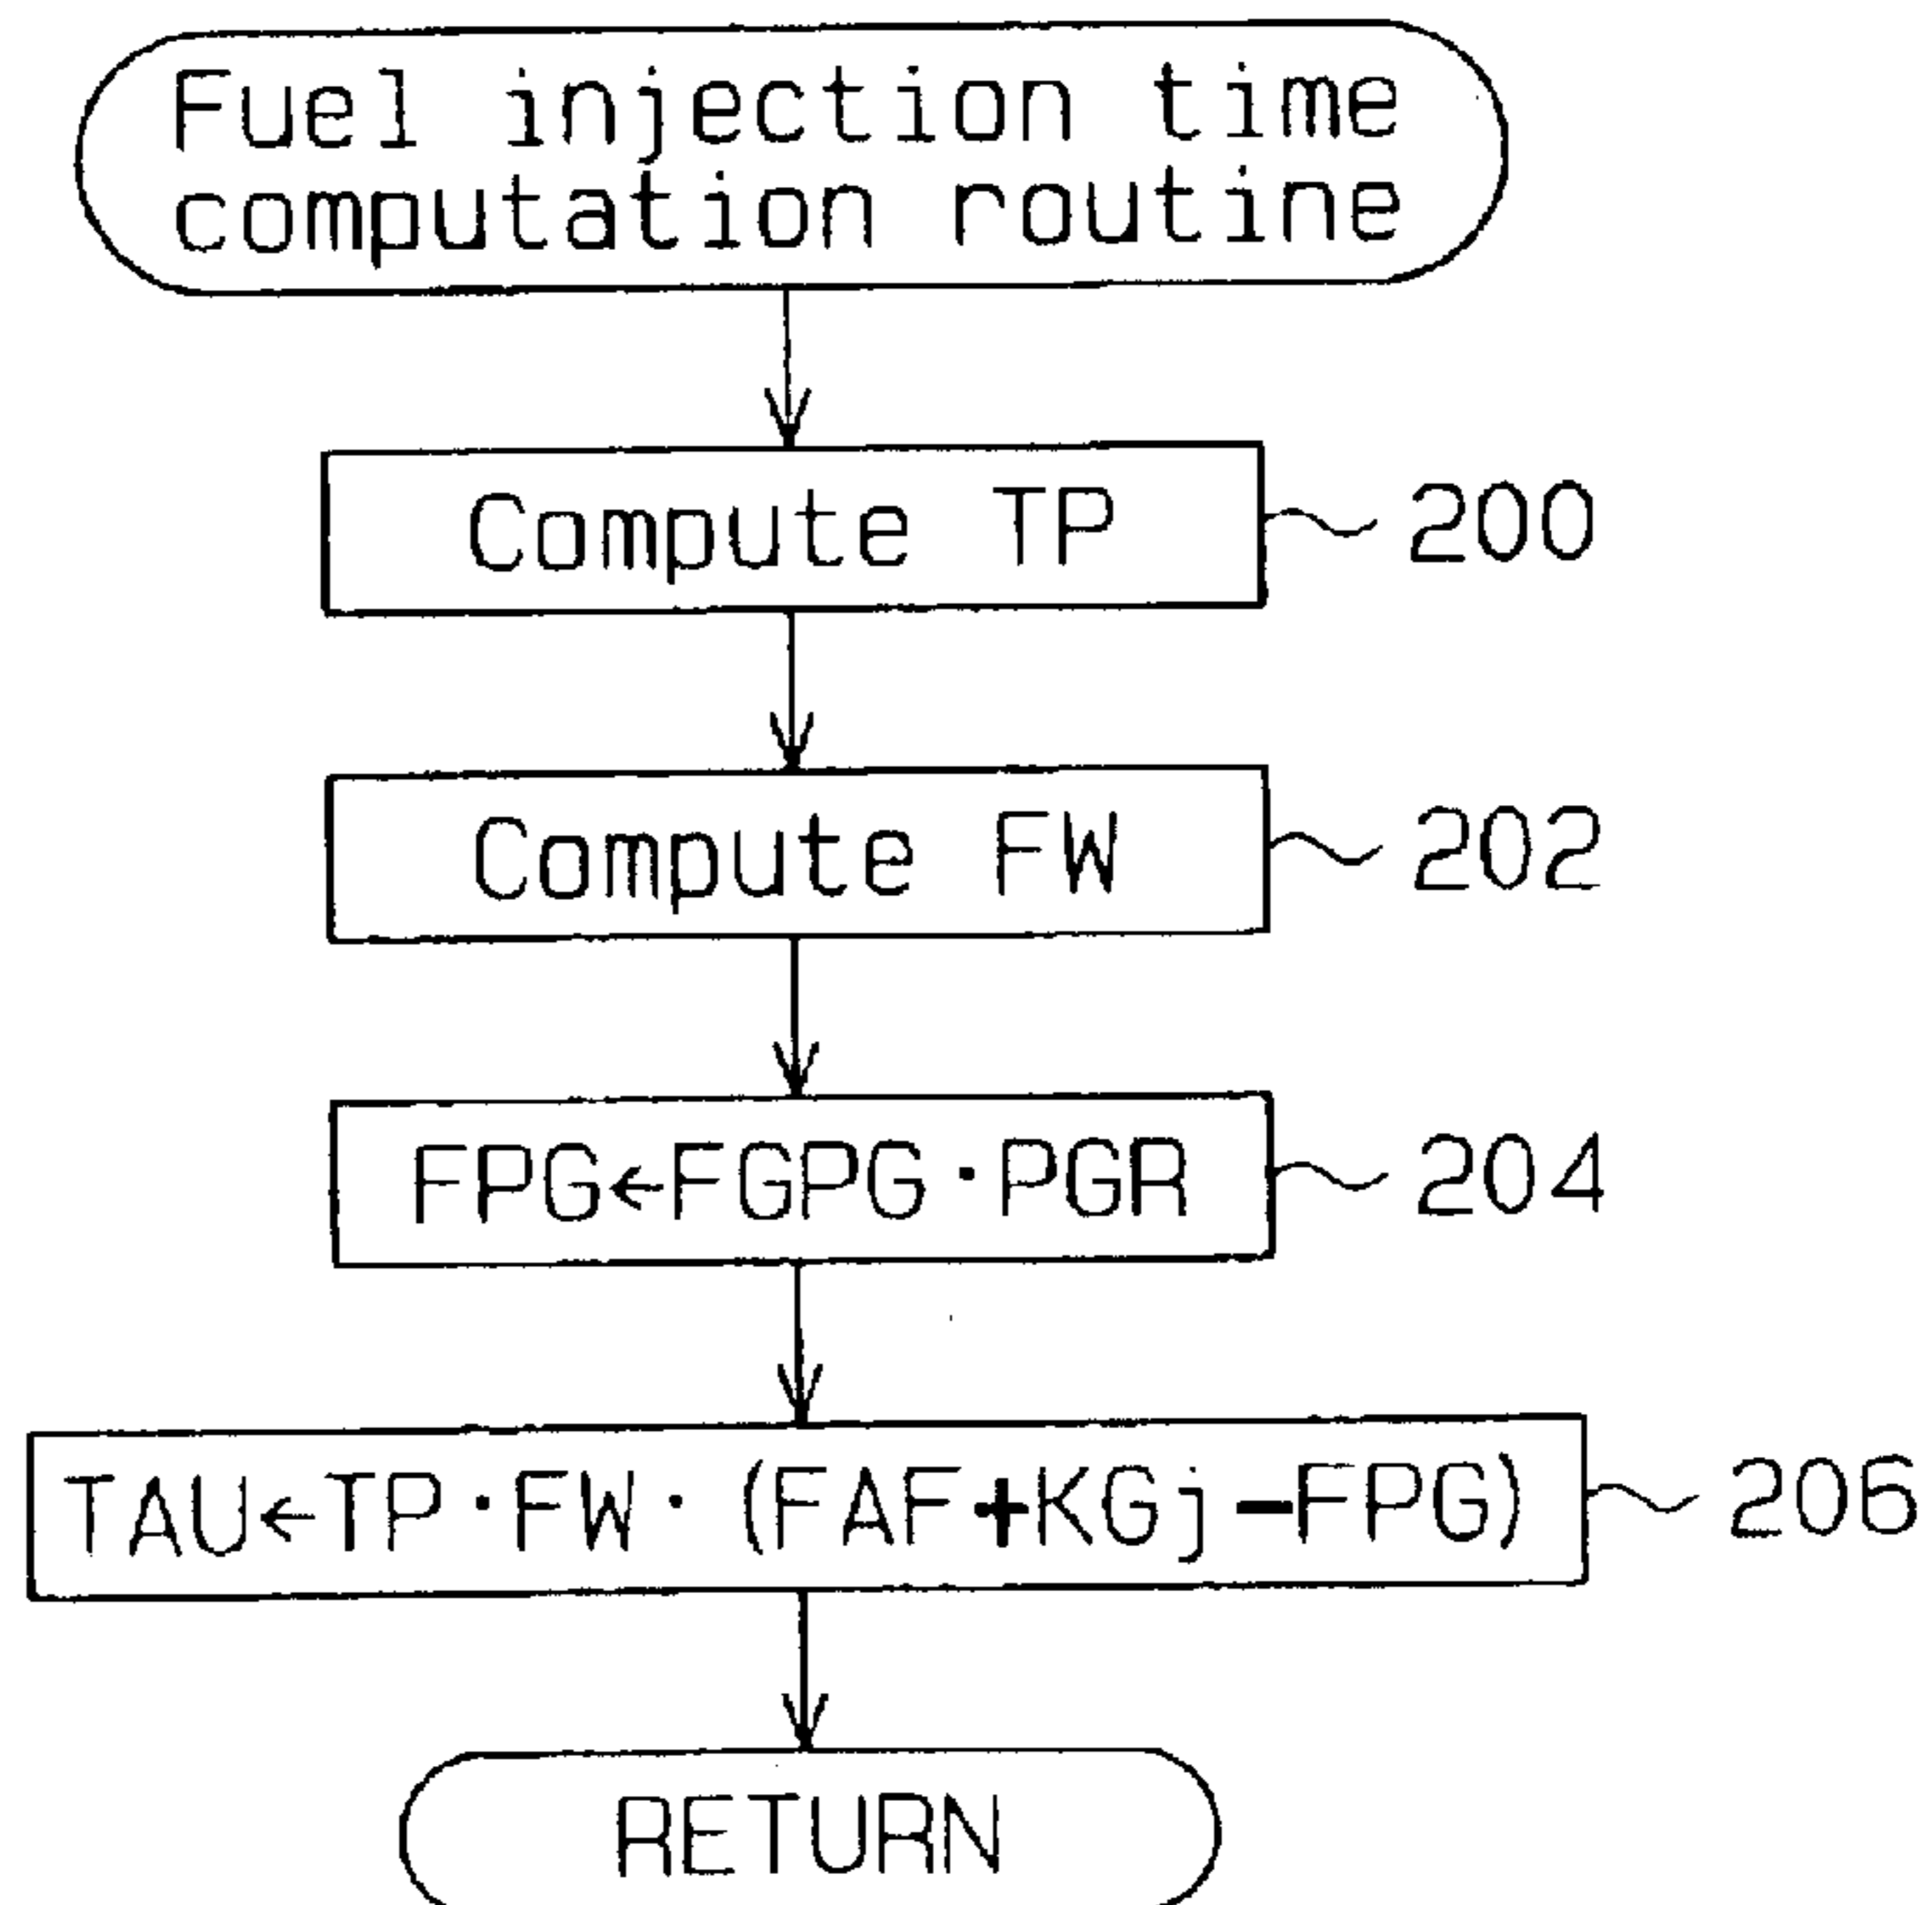 Fuel injection time
computation routine
Compute TP
200
Compute FW
202
FPG←FGPG·PGR
204
TAU←TP·FW·(FAF+KGj−FPG)
206
RETURN